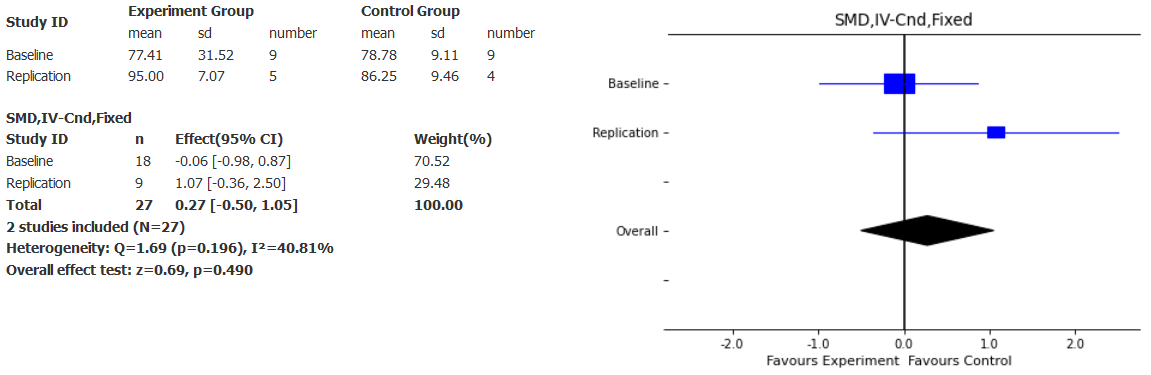 Study ID Experiment Group Control Group
mean sd number mean sd number
Baseline 77.41 31.52 9 78.78 9.11 9
Replication 95.00 7.07 5 86.25 9.46 4
SMD,IV-Cnd,Fixed
Study ID n Effect(95% CI) Weight(%)
Baseline 18 -0.06 [-0.98, 0.87] 70.52
Replication 9 1.07 [-0.36, 2.50] 29.48
Total 27 0.27 [-0.50, 1.05] 100.00
2 studies included (N=27)
Heterogeneity: Q=1.69 (p=0.196), I²=40.81%
Overall effect test: z=0.69, p=0.490
SMD,IV-Cnd,Fixed
Baseline
Replication
Overall
-2.0 -1.0 0.0 1.0 2.0
Favours Experiment Favours Control